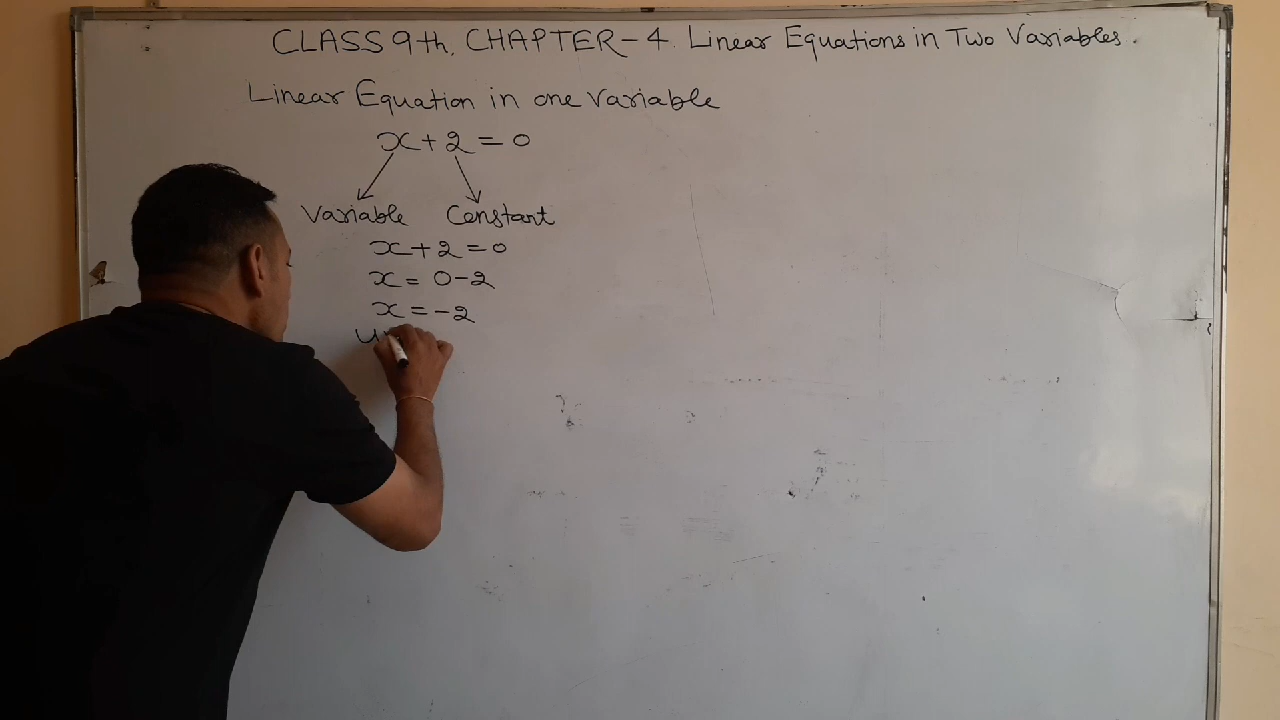 CLASS 9th. CHAPTER-4. Linear Equations in Two Variables.
Linear Equation in one variable
x+2=0
Variable Constant
x+2=0
x= 0-2
x=-2